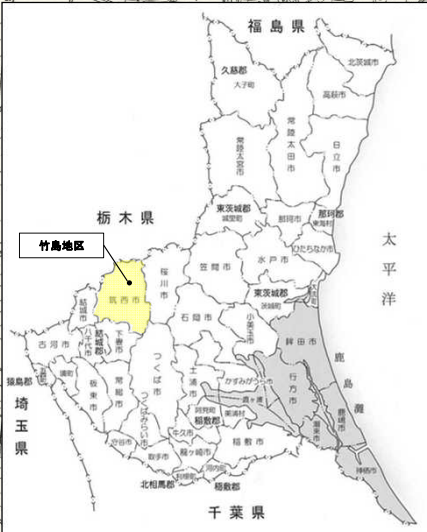 福島県
北茨城市
久慈郡
大子町
高萩市
常陸太田市
常陸大宮市
日立市
栃木県
東茨城郡
城里町
那珂市
那珂郡
東海村
ひたちなか市
太平洋
竹島地区
桜川市
笠間市
水戸市
筑西市
東茨城郡
茨城町
大洗町
結城市
石岡市
小美玉市
鉾田市
古河市
八千代市
結城郡
下妻市
つくば市
土浦市
かすみがうら市
行方市
鹿島灘
猿島郡
境町
坂東市
常総市
つくばみらい市
阿見町
稲敷郡
美浦村
霞ヶ浦
潮来市
鹿嶋市
埼玉県
牛久市
守谷市
取手市
龍ヶ崎市
稲敷市
河内町
利根町
神栖市
北相馬郡
稲敷郡
千葉県